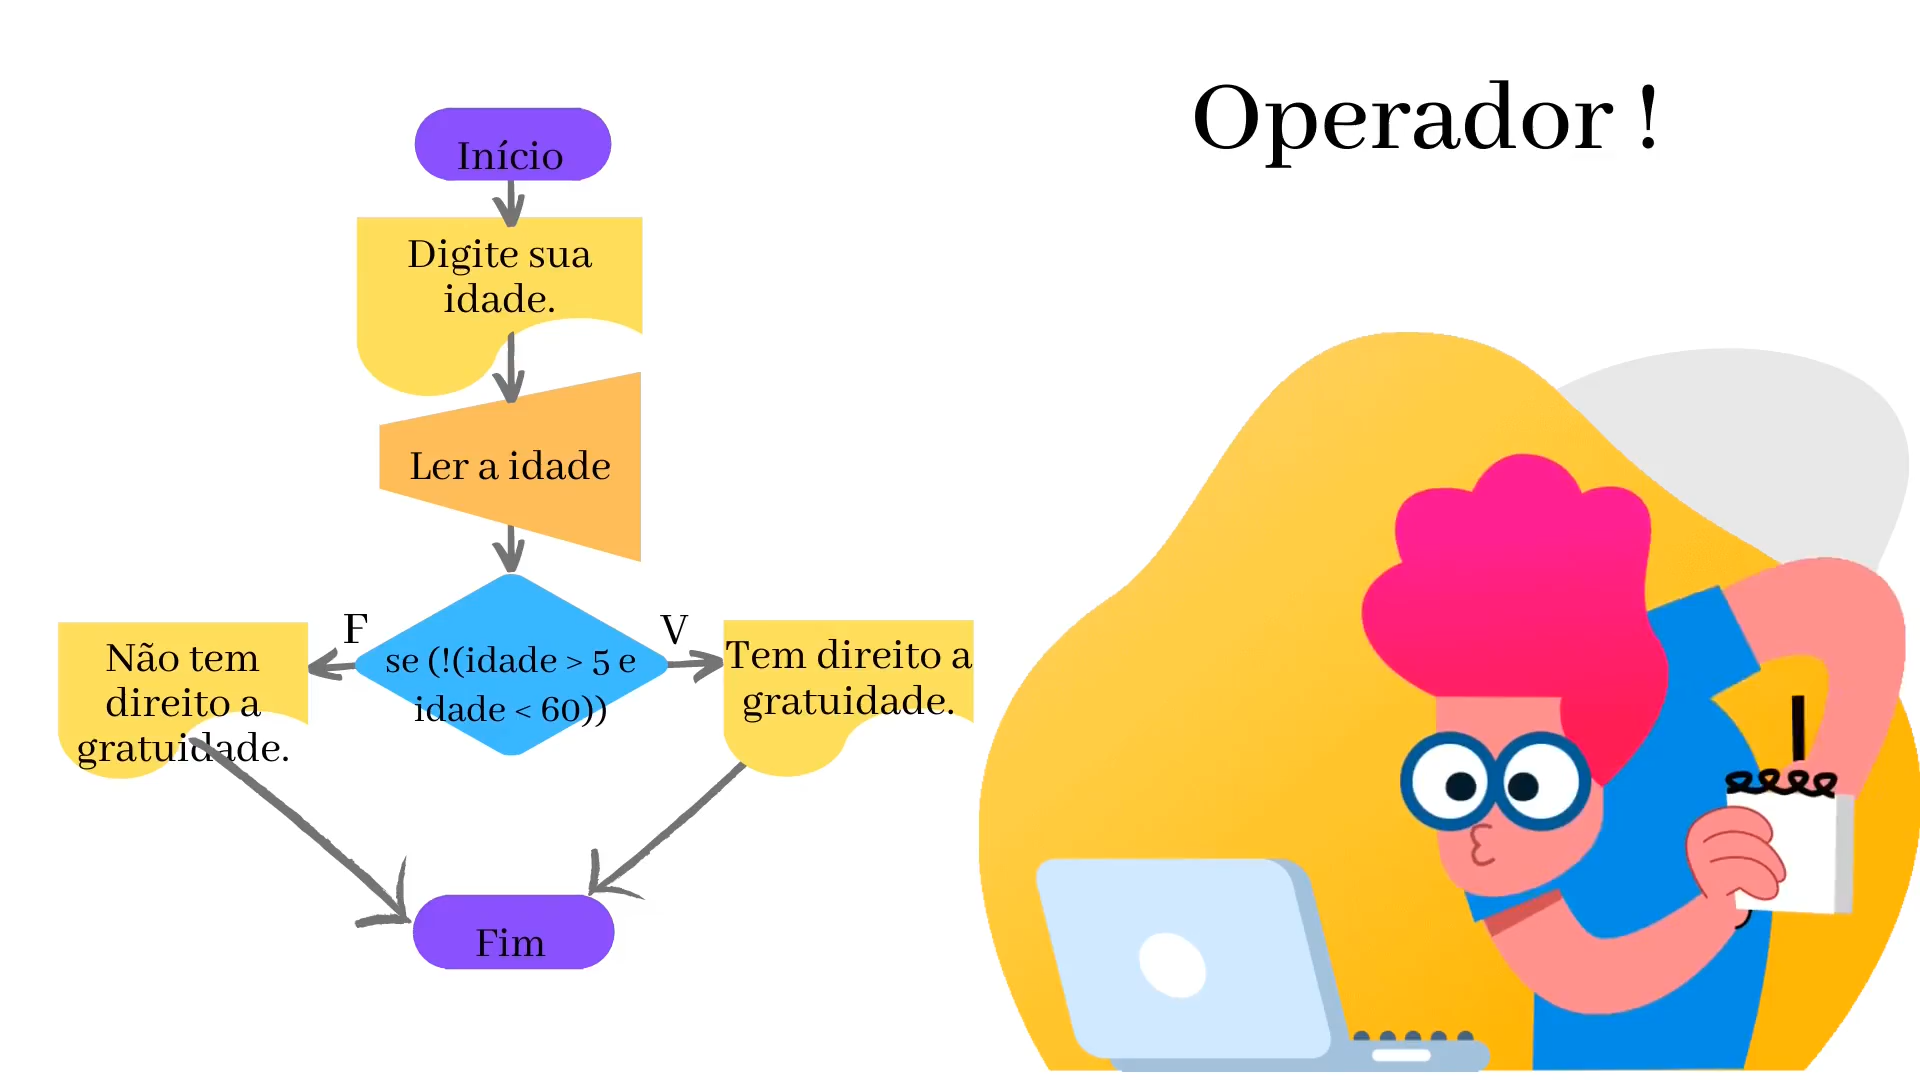 Operador !
Início
Digite sua
idade.
Ler a idade
F
V
se (!(idade > 5 e
idade < 60))
Não tem
direito a
gratuidade.
Tem direito a
gratuidade.
Fim